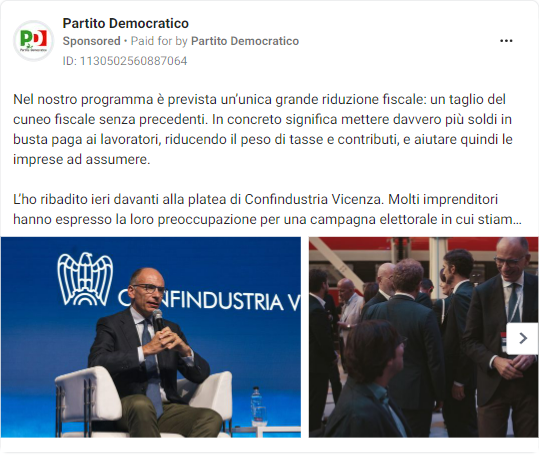 Partito Democratico
Sponsored • Paid for by Partito Democratico
ID: 1130502560887064
PD
Partito Democratico
Nel nostro programma è prevista un'unica grande riduzione fiscale: un taglio del
cuneo fiscale senza precedenti. In concreto significa mettere davvero più soldi in
busta paga ai lavoratori, riducendo il peso di tasse e contributi, e aiutare quindi le
imprese ad assumere.
L'ho ribadito ieri davanti alla platea di Confindustria Vicenza. Molti imprenditori
hanno espresso la loro preoccupazione per una campagna elettorale in cui stiam...
CONFINDUSTRIA V